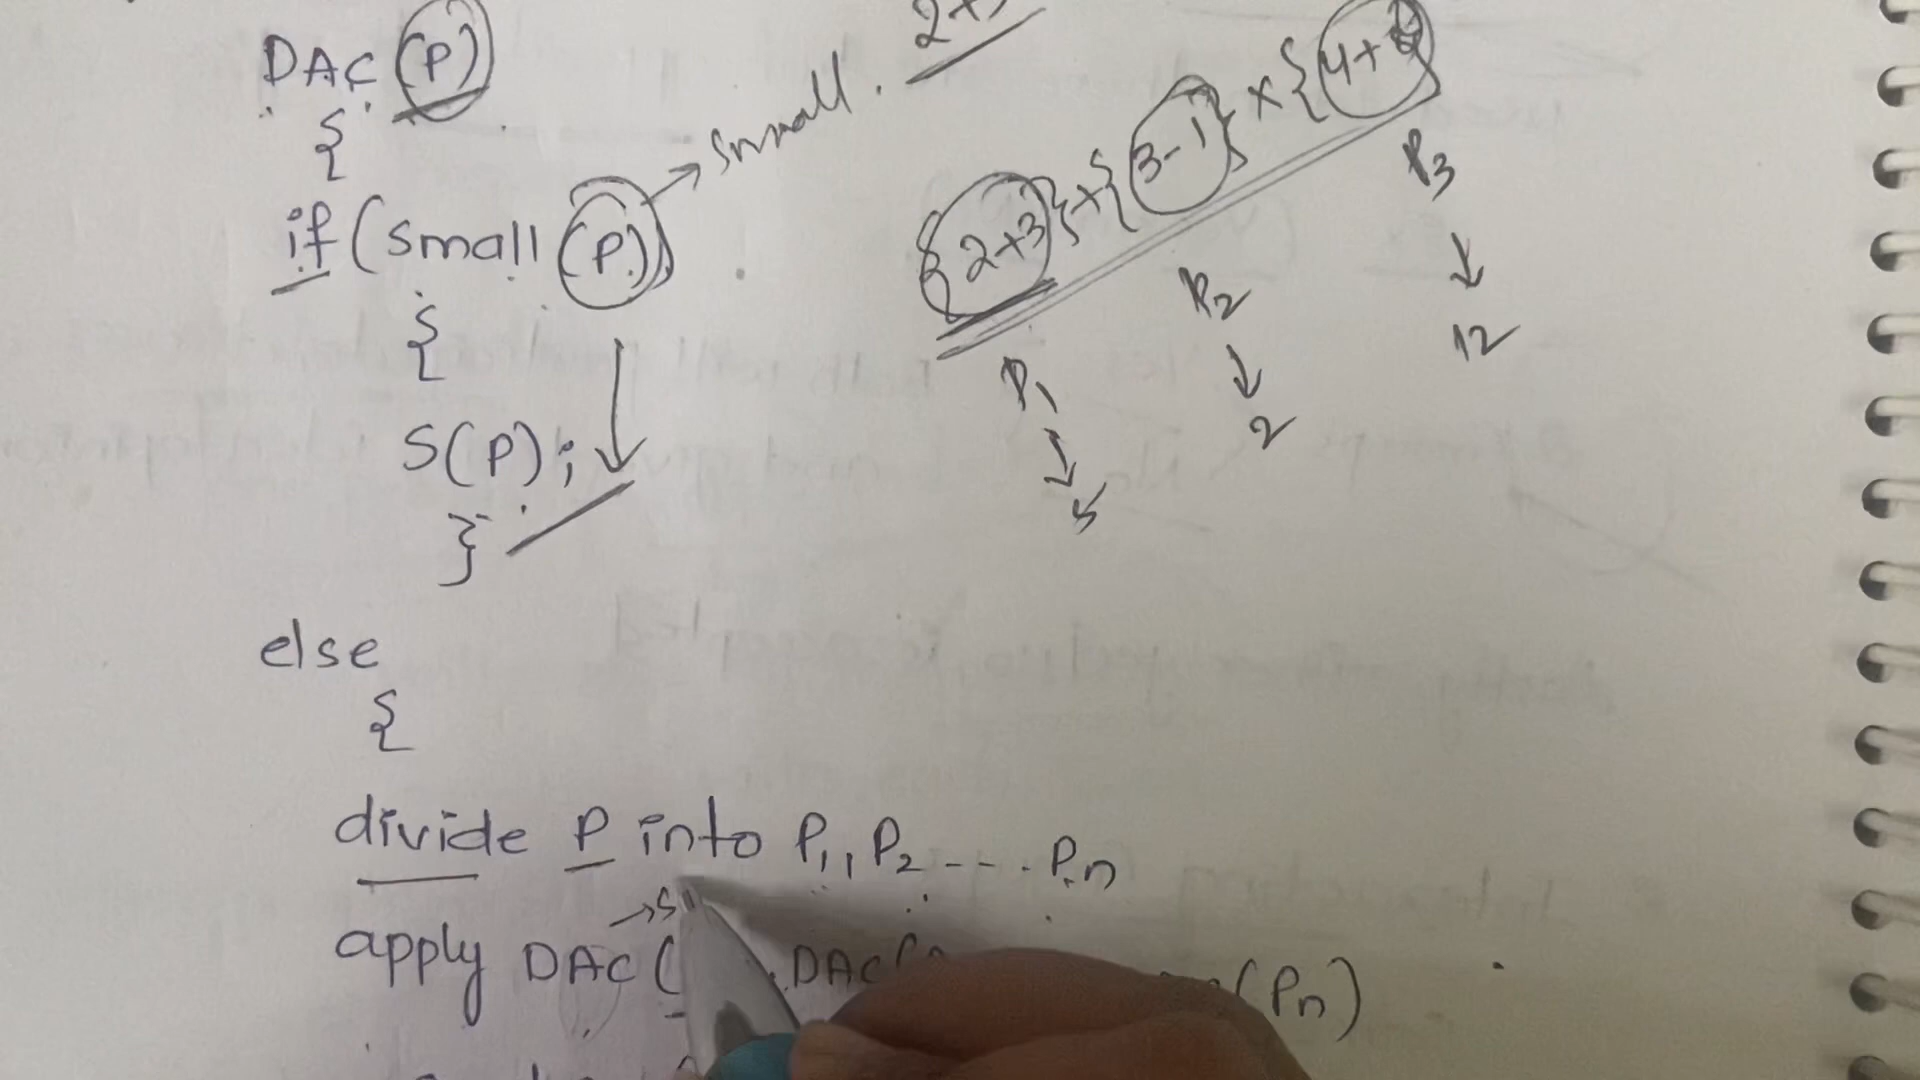 DAC (P)
{
if (small (P))
→ small.
{
S(P);
}
{2+3}+{3-1}×{4+
P1
5
P2
2
P3
12
else
{
divide P into P1, P2 --- . Pn
apply DAC ( DAC( (Pn)